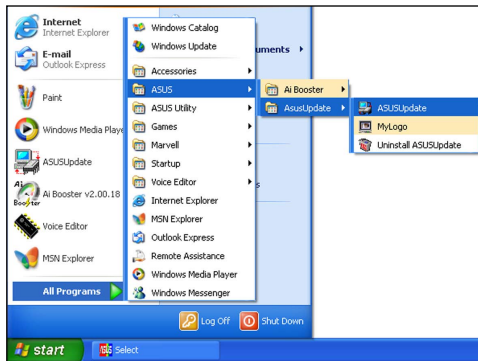 Internet
Internet Explorer
E-mail
Outlook Express
Paint
Windows Media Playe
ASUSUpdate
Ai Booster v2.00.18
Voice Editor
MSN Explorer
All Programs
Windows Catalog
Windows Update
Accessories
ASUS
ASUS Utility
Games
Marvell
Startup
Voice Editor
Internet Explorer
MSN Explorer
Outlook Express
Remote Assistance
Windows Media Player
Windows Messenger
uments
s
Ai Booster
AsusUpdate
ASUSUpdate
MyLogo
Uninstall ASUSUpdate
Log Off
Shut Down
start
Select